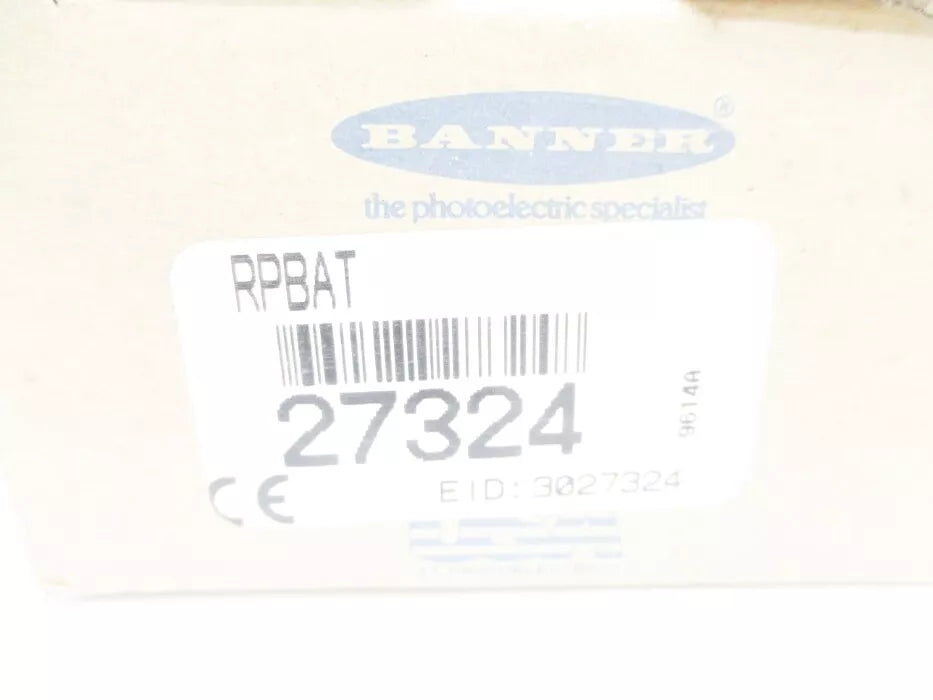 BANNER®
the photoelectric specialist
RPBAT
27324
9614A
CE
EID: 3027324